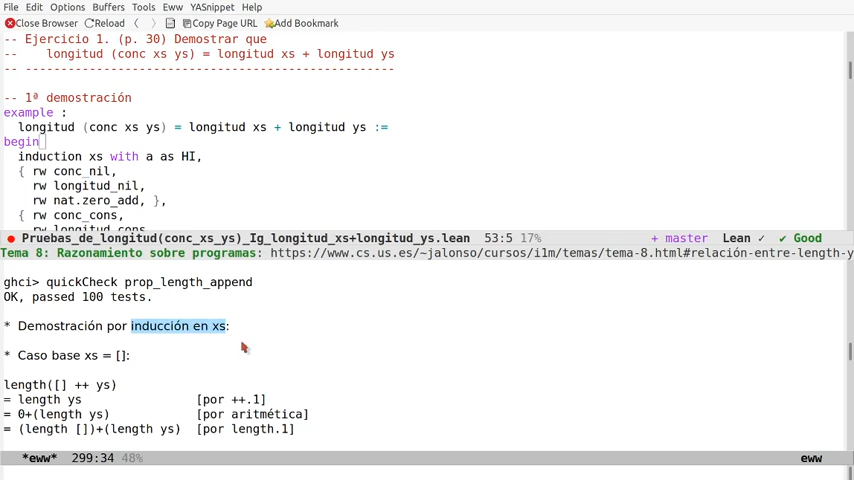 File Edit Options Buffers Tools Eww YASnippet Help
Close Browser Reload Copy Page URL Add Bookmark
-- Ejercicio 1. (p. 30) Demostrar que
-- longitud (conc xs ys) = longitud xs + longitud ys
-- ---------------------------------------------------
-- 1ª demostración
example :
longitud (conc xs ys) = longitud xs + longitud ys :=
begin
induction xs with a as HI,
{ rw conc_nil,
rw longitud_nil,
rw nat.zero_add, },
{ rw conc_cons,
rw longitud_cons
Pruebas_de_longitud(conc_xs_ys)_Ig_longitud_xs+longitud_ys.lean 53:5 17% + master Lean ✓ ✔ Good
Tema 8: Razonamiento sobre programas: https://www.cs.us.es/~jalonso/cursos/i1m/temas/tema-8.html#relación-entre-length-y
ghci> quickCheck prop_length_append
OK, passed 100 tests.
* Demostración por inducción en xs:
* Caso base xs = []:
length([] ++ ys)
= length ys [por ++.1]
= 0+(length ys) [por aritmética]
= (length [])+(length ys) [por length.1]
*eww* 299:34 48% eww